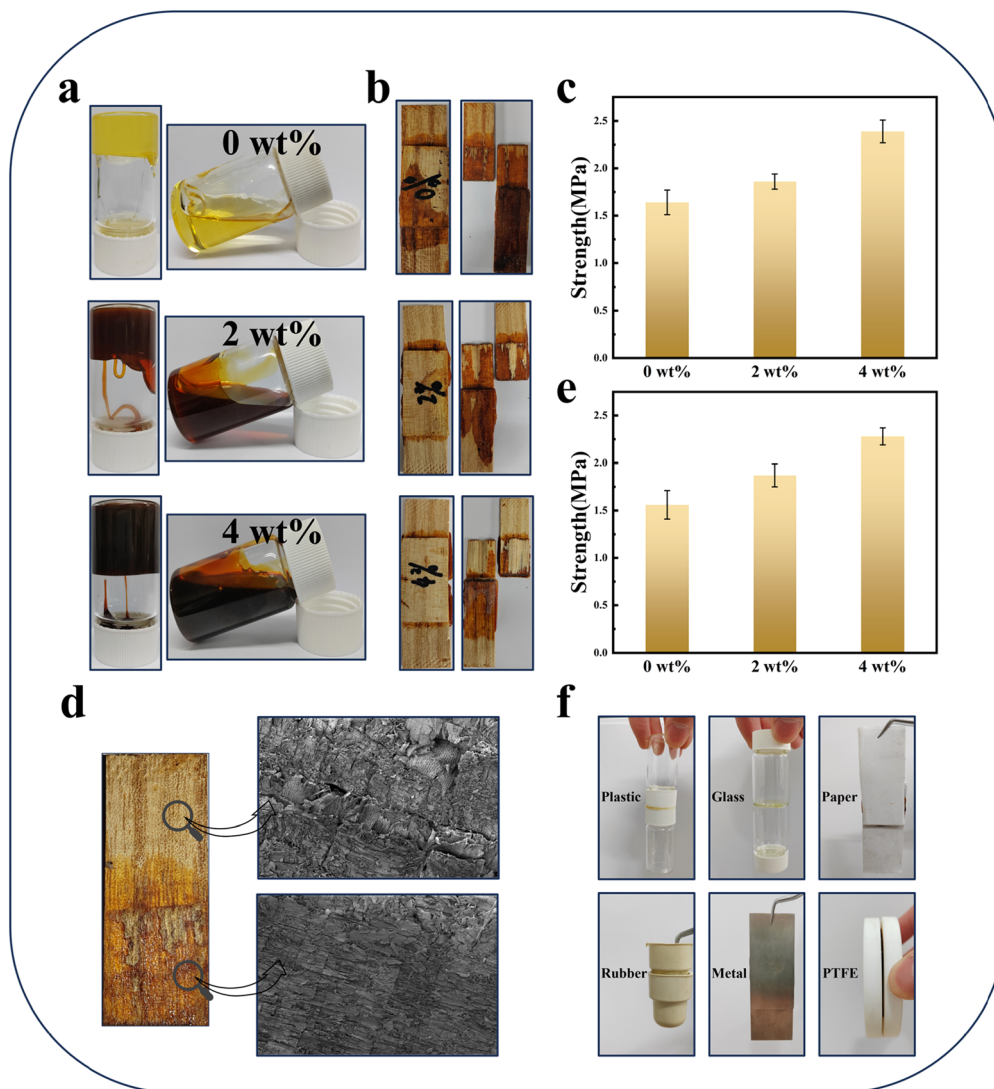 a
0 wt%
2 wt%
4 wt%
b
0%
2%
4%
c
Strength(MPa)
2.5
2.0
1.5
1.0
0.5
0.0
0 wt%
2 wt%
4 wt%
e
Strength(MPa)
2.5
2.0
1.5
1.0
0.5
0.0
0 wt%
2 wt%
4 wt%
d
f
Plastic
Glass
Paper
Rubber
Metal
PTFE